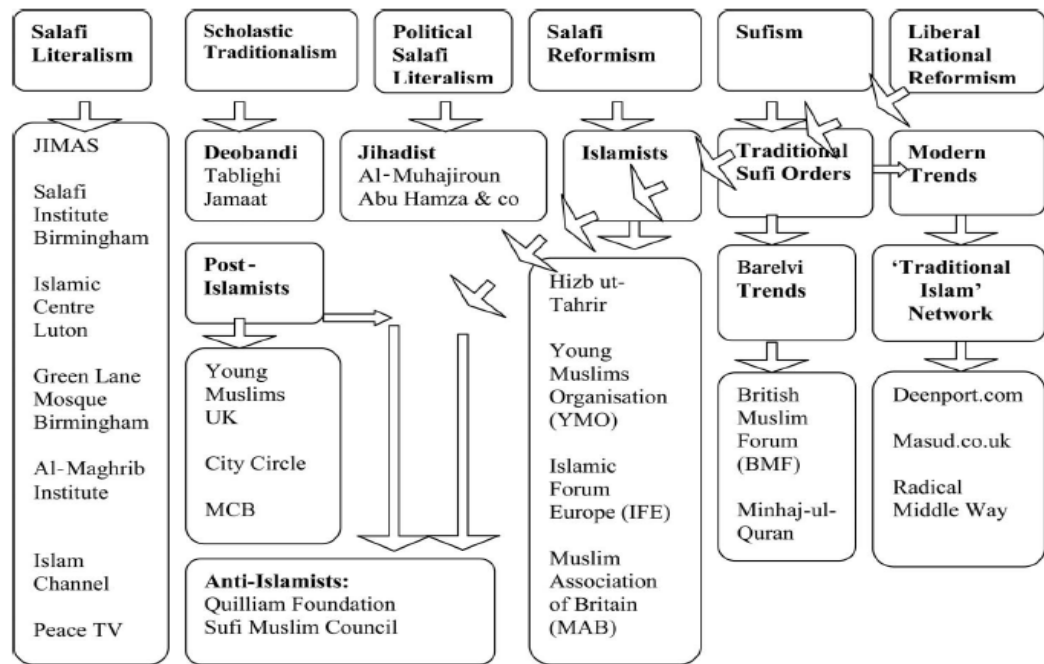 Salafi
Literalism
Scholastic
Traditionalism
Political
Salafi
Literalism
Salafi
Reformism
Sufism
Liberal
Rational
Reformism
JIMAS
Salafi
Institute
Birmingham
Islamic
Centre
Luton
Green Lane
Mosque
Birmingham
Al-Maghrib
Institute
Islam
Channel
Peace TV
Deobandi
Tablighi
Jamaat
Post-
Islamists
Young
Muslims
UK
City Circle
MCB
Anti-Islamists:
Quilliam Foundation
Sufi Muslim Council
Jihadist
Al-Muhajiroun
Abu Hamza & co
Islamists
Hizb ut-
Tahrir
Young
Muslims
Organisation
(YMO)
Islamic
Forum
Europe (IFE)
Muslim
Association
of Britain
(MAB)
Traditional
Sufi Orders
Barelvi
Trends
British
Muslim
Forum
(BMF)
Minhaj-ul-
Quran
Modern
Trends
‘Traditional
Islam’
Network
Deenport.com
Masud.co.uk
Radical
Middle Way